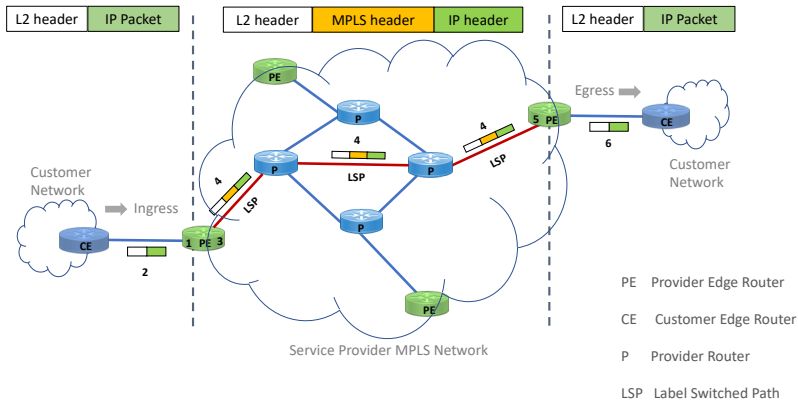 L2 header IP Packet
L2 header MPLS header IP header
L2 header IP Packet
PE
P
4
P
LSP
P
4
LSP
4
Egress
5 PE
6
CE
Customer
Network
Customer
Network
Ingress
CE
2
1 PE 3
P
PE
Service Provider MPLS Network
PE Provider Edge Router
CE Customer Edge Router
P Provider Router
LSP Label Switched Path